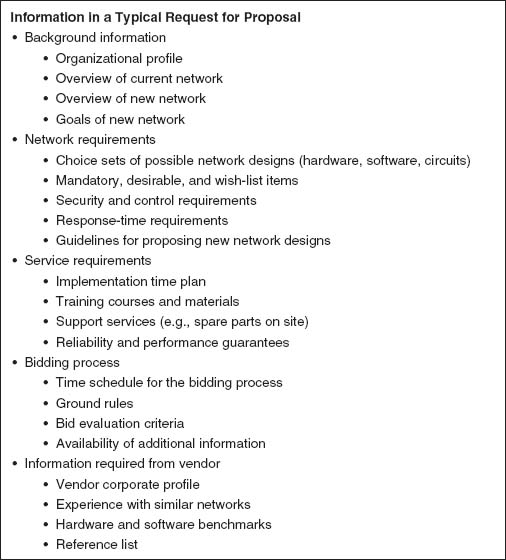 Information in a Typical Request for Proposal
• Background information
• Organizational profile
• Overview of current network
• Overview of new network
• Goals of new network
• Network requirements
• Choice sets of possible network designs (hardware, software, circuits)
• Mandatory, desirable, and wish-list items
• Security and control requirements
• Response-time requirements
• Guidelines for proposing new network designs
• Service requirements
• Implementation time plan
• Training courses and materials
• Support services (e.g., spare parts on site)
• Reliability and performance guarantees
• Bidding process
• Time schedule for the bidding process
• Ground rules
• Bid evaluation criteria
• Availability of additional information
• Information required from vendor
• Vendor corporate profile
• Experience with similar networks
• Hardware and software benchmarks
• Reference list